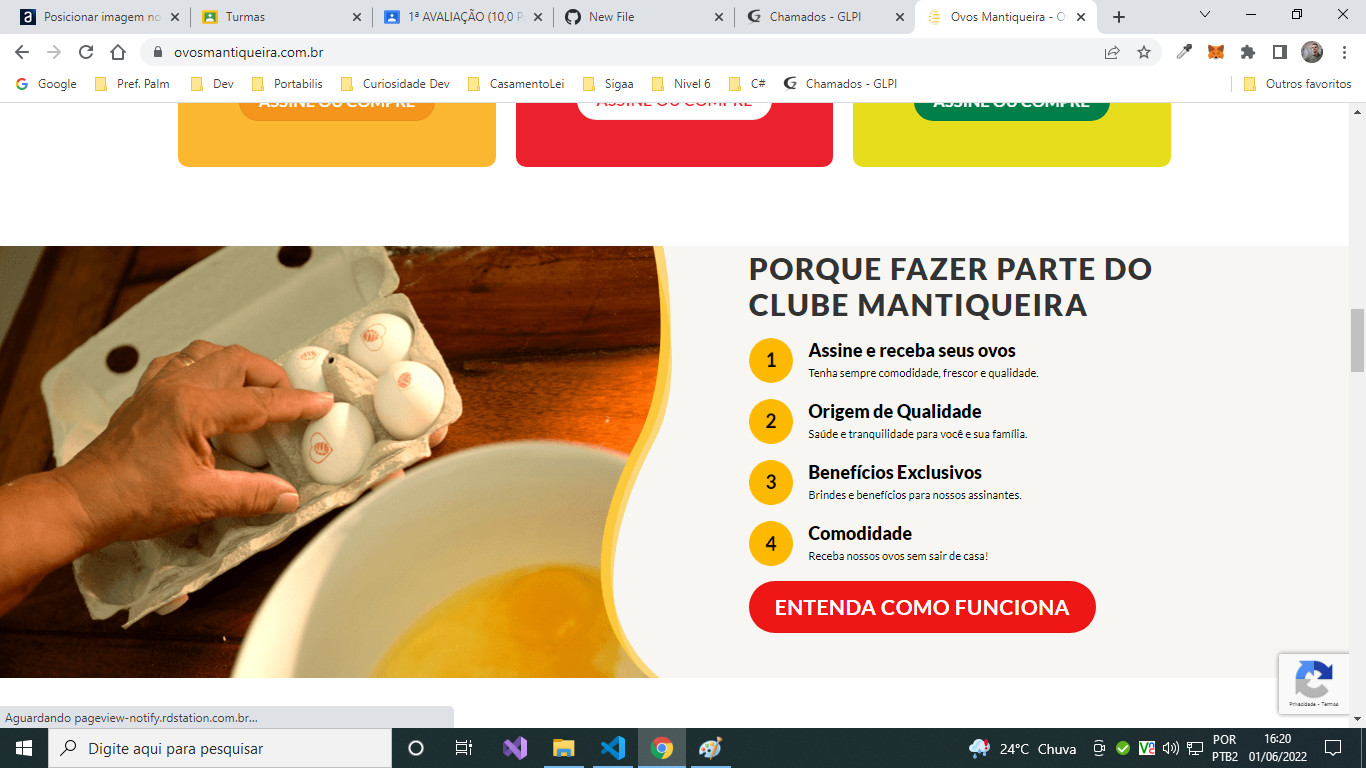 Posicionar imagem no
Turmas
1ª AVALIAÇÃO (10,0 P
New File
Chamados - GLPI
Ovos Mantiqueira - O
ovosmantiqueira.com.br
Google
Pref. Palm
Dev
Portabilis
Curiosidade Dev
CasamentoLei
Sigaa
Nivel 6
C#
Chamados - GLPI
Outros favoritos
ASSINE OU COMPRE
ASSINE OU COMPRE
ASSINE OU COMPRE
PORQUE FAZER PARTE DO
CLUBE MANTIQUEIRA
1
Assine e receba seus ovos
Tenha sempre comodidade, frescor e qualidade.
2
Origem de Qualidade
Saúde e tranquilidade para você e sua família.
3
Benefícios Exclusivos
Brindes e benefícios para nossos assinantes.
4
Comodidade
Receba nossos ovos sem sair de casa!
ENTENDA COMO FUNCIONA
Privacidade - Termos
Aguardando pageview-notify.rdstation.com.br...
Digite aqui para pesquisar
24°C Chuva
POR
PTB2
16:20
01/06/2022